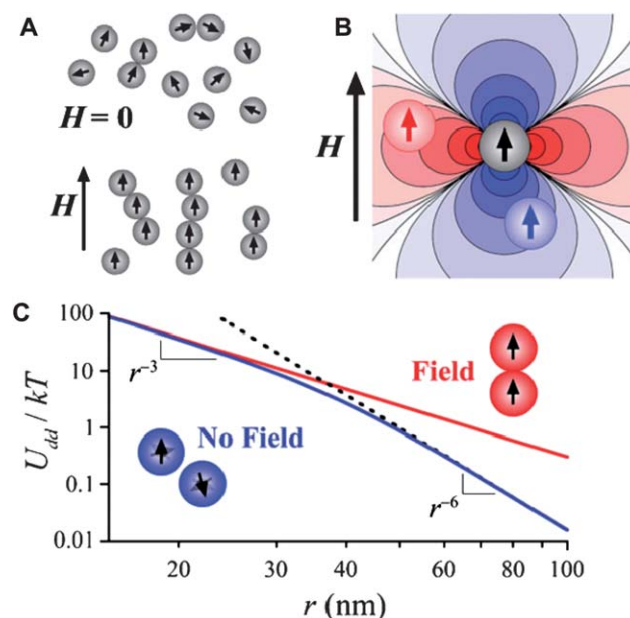 A
H = 0
H
B
H
C
U_dd / kT
100
10
1
0.1
0.01
r⁻³
Field
No Field
r⁻⁶
20
40
60
80
100
r (nm)